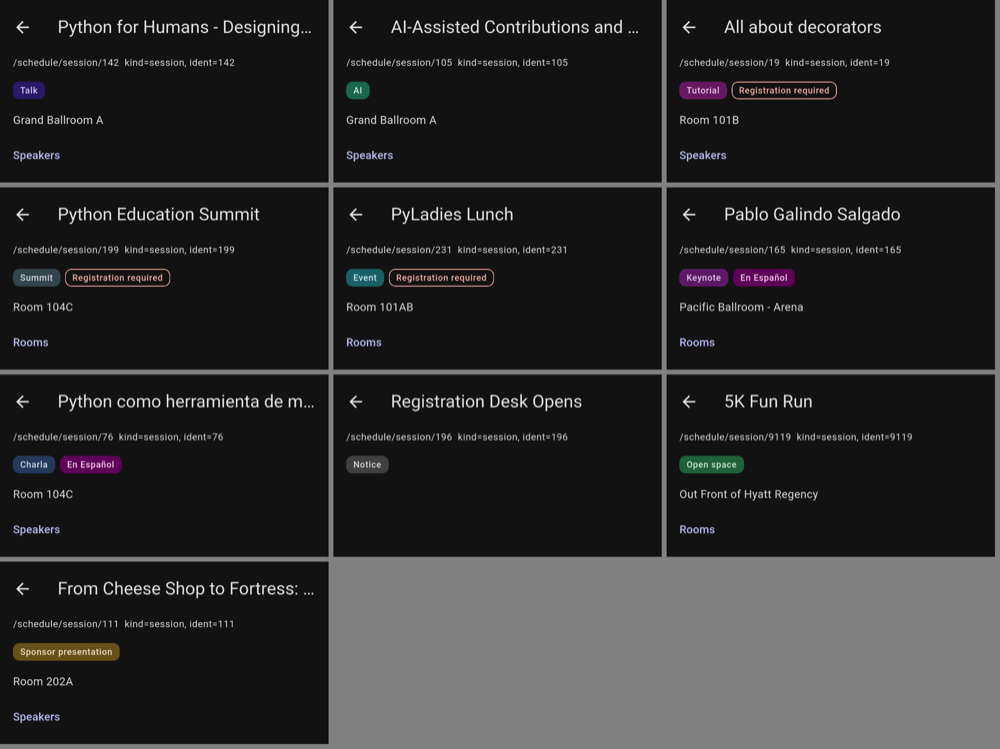 Python for Humans - Designing...
/schedule/session/142 kind=session, ident=142
Talk
Grand Ballroom A
Speakers
AI-Assisted Contributions and ...
/schedule/session/105 kind=session, ident=105
AI
Grand Ballroom A
Speakers
All about decorators
/schedule/session/19 kind=session, ident=19
Tutorial Registration required
Room 101B
Speakers
Python Education Summit
/schedule/session/199 kind=session, ident=199
Summit Registration required
Room 104C
Rooms
PyLadies Lunch
/schedule/session/231 kind=session, ident=231
Event Registration required
Room 101AB
Rooms
Pablo Galindo Salgado
/schedule/session/165 kind=session, ident=165
Keynote En Español
Pacific Ballroom - Arena
Rooms
Python como herramienta de m...
/schedule/session/76 kind=session, ident=76
Charla En Español
Room 104C
Speakers
Registration Desk Opens
/schedule/session/196 kind=session, ident=196
Notice
5K Fun Run
/schedule/session/9119 kind=session, ident=9119
Open space
Out Front of Hyatt Regency
Rooms
From Cheese Shop to Fortress: ...
/schedule/session/111 kind=session, ident=111
Sponsor presentation
Room 202A
Speakers